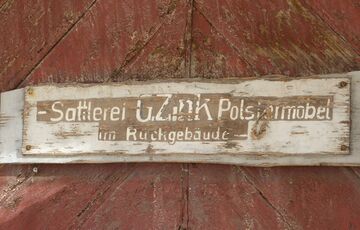 - Sattlerei G. Zink Polstermöbel
im Rückgebäude -